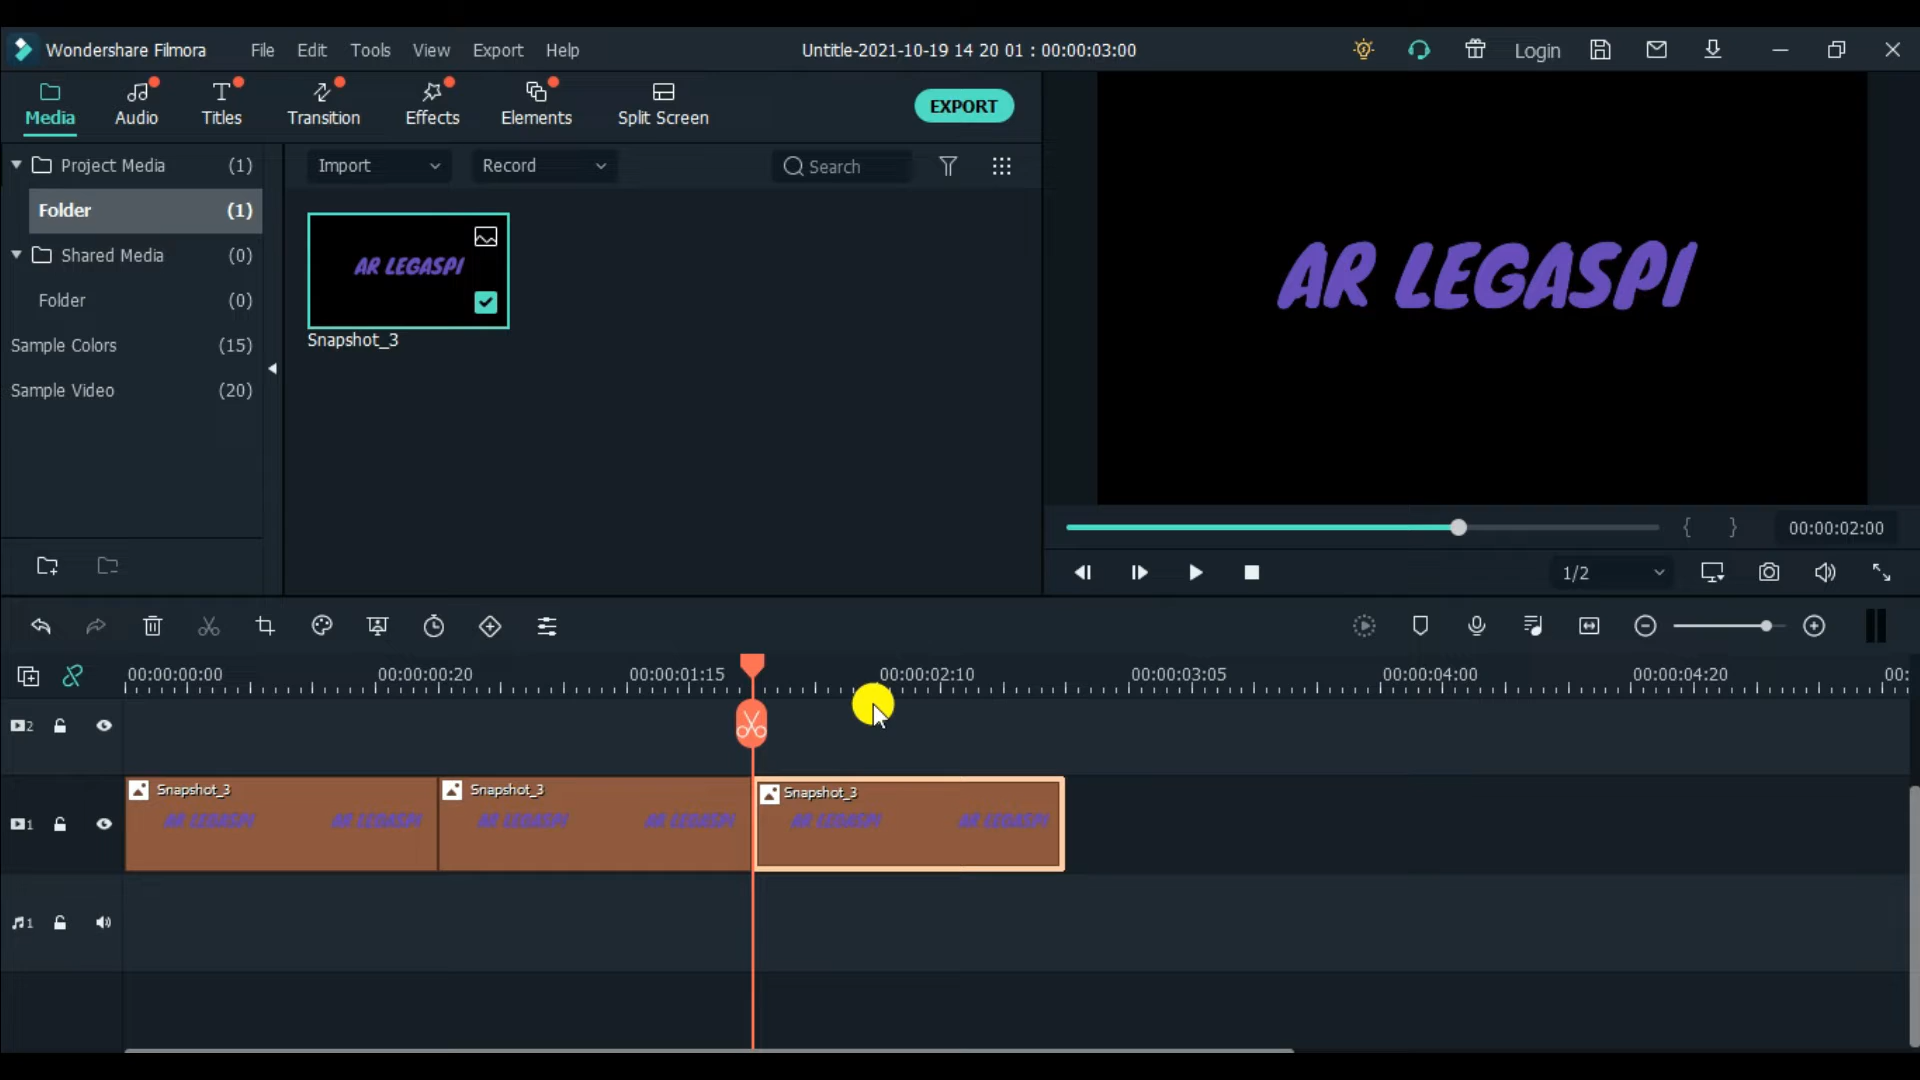 Wondershare Filmora File Edit Tools View Export Help Untitle-2021-10-19 14 20 01 : 00:00:03:00 Login
Media Audio Titles Transition Effects Elements Split Screen EXPORT
Project Media (1)
Folder (1)
Shared Media (0)
Folder (0)
Sample Colors (15)
Sample Video (20)
Import Record Search
AR LEGASPI
Snapshot_3
AR LEGASPI
00:00:02:00
1/2
00:00:00:00 00:00:00:20 00:00:01:15 00:00:02:10 00:00:03:05 00:00:04:00 00:00:04:20 00:
2
Snapshot_3 Snapshot_3 Snapshot_3
1 AR LEGASPI AR LEGASPI AR LEGASPI AR LEGASPI AR LEGASPI AR LEGASPI
1